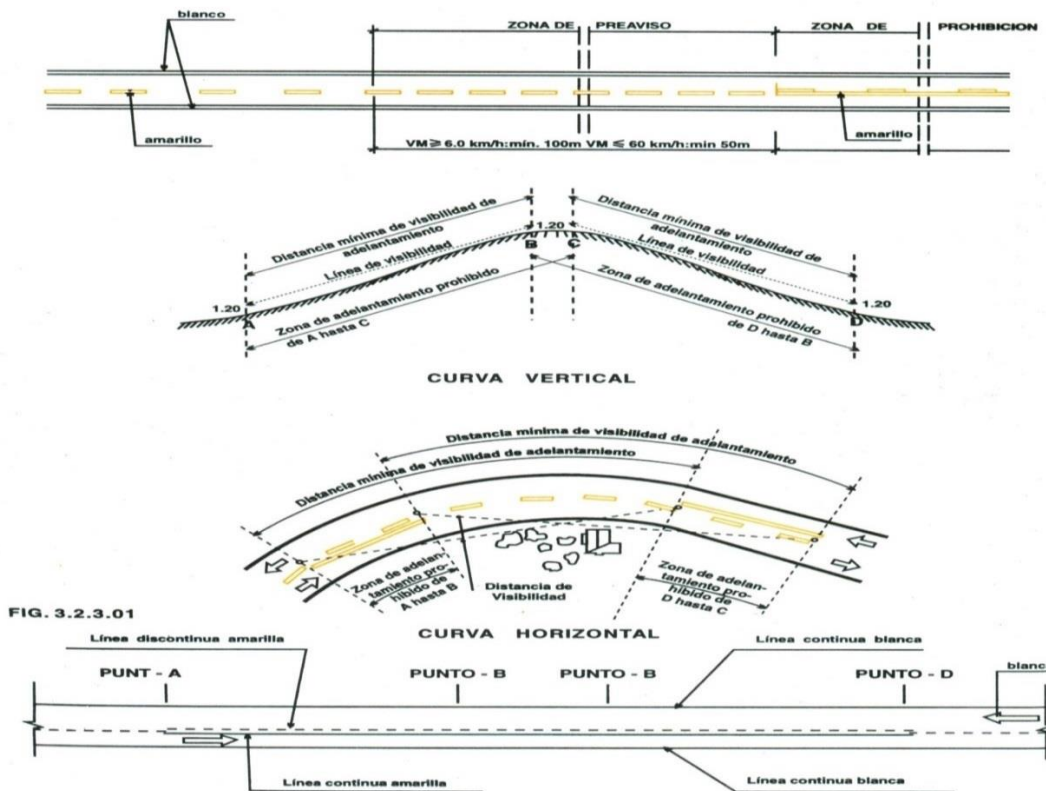 blanco
ZONA DE PREAVISO
ZONA DE PROHIBICION
amarillo
amarillo
VM ≥ 6.0 km/h:mín. 100m VM ≤ 60 km/h:min 50m
Distancia mínima de visibilidad de
adelantamiento
Línea de visibilidad
1.20
Distancia mínima de visibilidad de
adelantamiento
Línea de visibilidad
B
C
1.20
A
Zona de adelantamiento prohibido
de A hasta C
Zona de adelantamiento prohibido
de D hasta B
1.20
D
CURVA VERTICAL
Distancia mínima de visibilidad de adelantamiento
Distancia mínima de visibilidad de adelantamiento
Zona de adelan-
tamiento pro-
hibido de
A hasta B
Distancia de
Visibilidad
Zona de adelan-
tamiento pro-
hibido de
D hasta C
FIG. 3.2.3.01
CURVA HORIZONTAL
Línea discontinua amarilla
Línea continua blanca
PUNT - A
PUNTO - B
PUNTO - B
PUNTO - D
blanc
Línea continua amarilla
Línea continua blanca